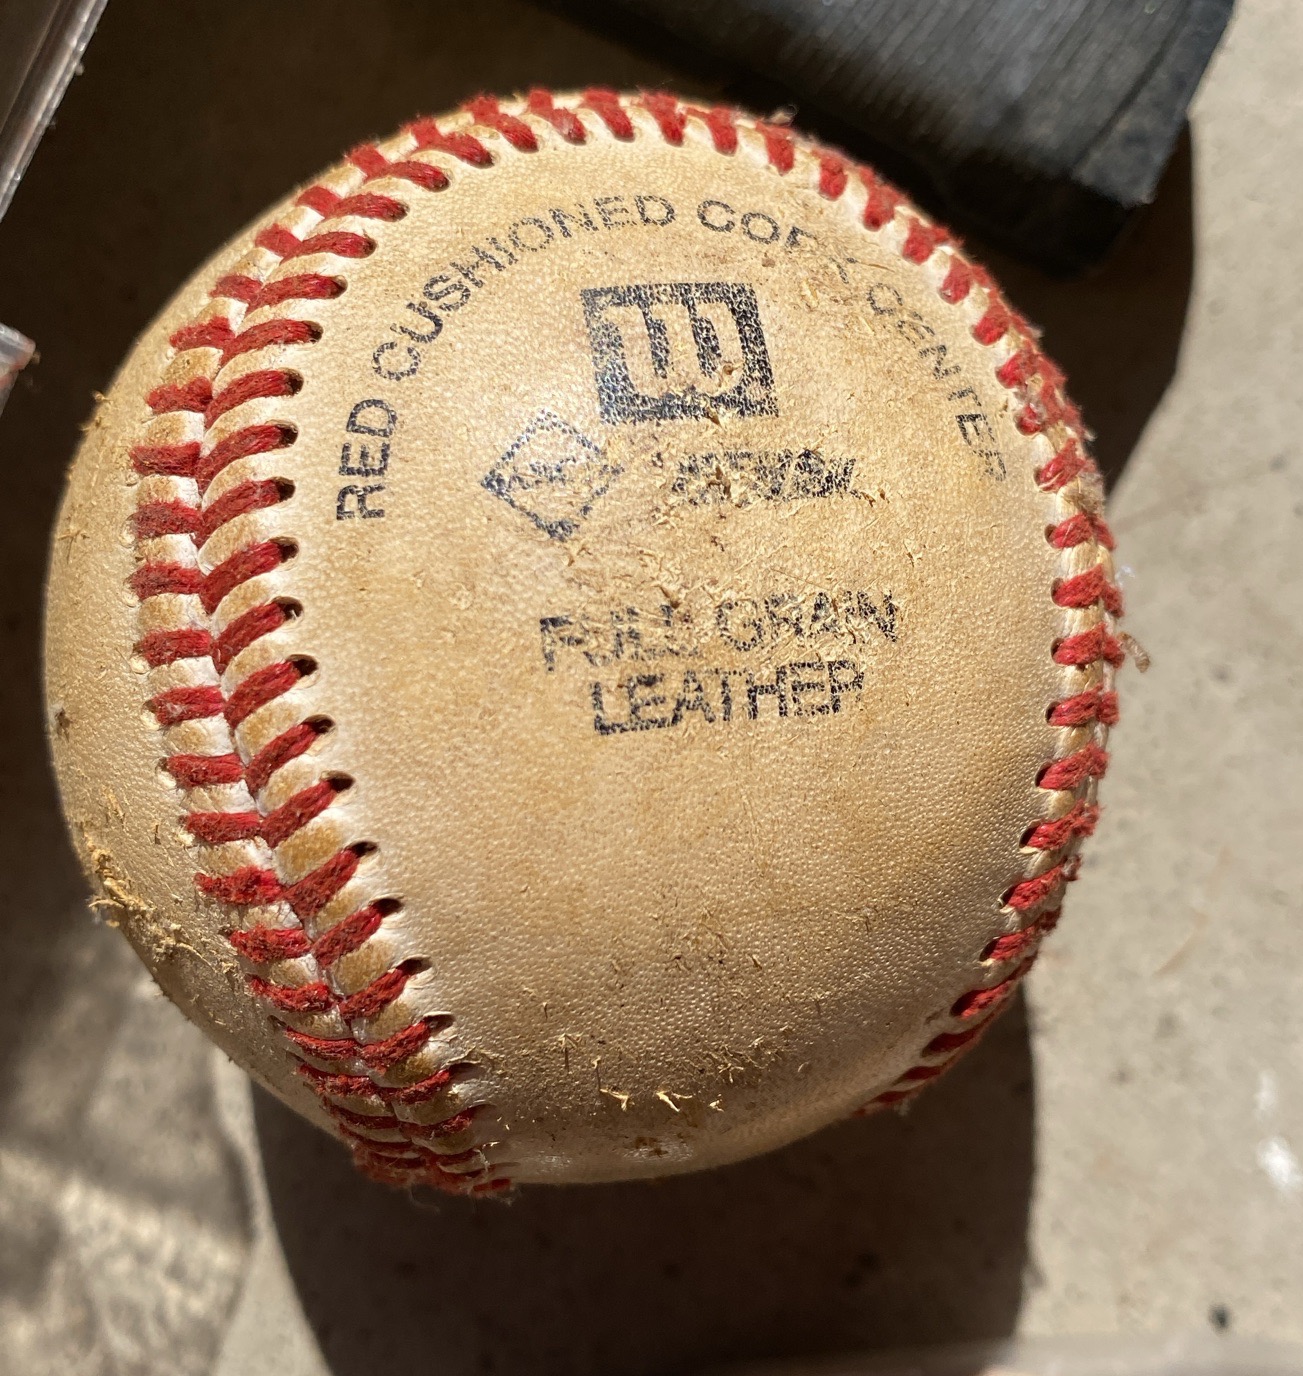 RED CUSHIONED CORK CENTER
W
FULL GRAIN
LEATHER